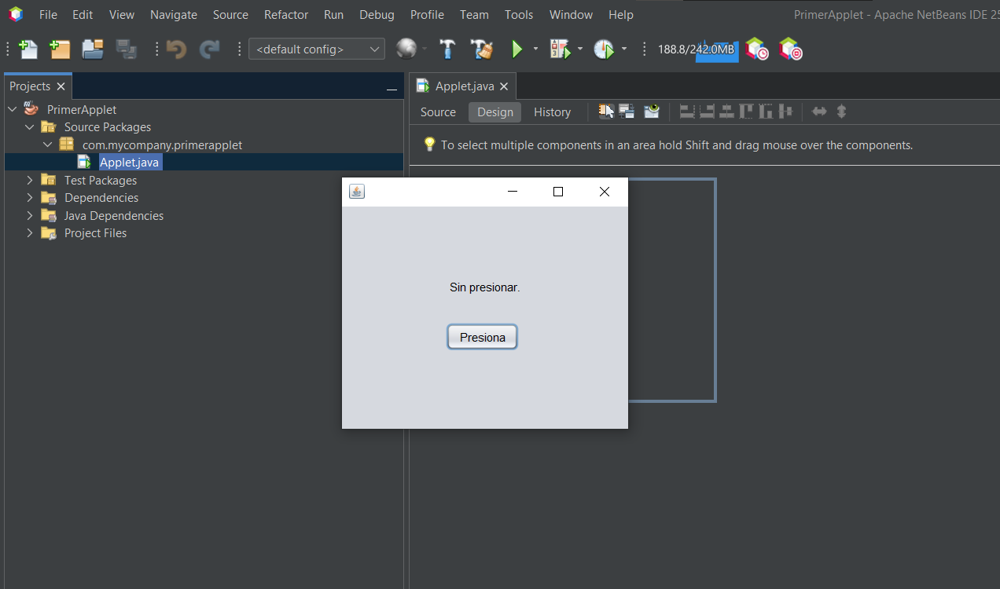 File Edit View Navigate Source Refactor Run Debug Profile Team Tools Window Help PrimerApplet - Apache NetBeans IDE 25
<default config> 188.8/242.0MB
Projects
PrimerApplet
Source Packages
com.mycompany.primerapplet
Applet.java
Test Packages
Dependencies
Java Dependencies
Project Files
Applet.java
Source Design History
To select multiple components in an area hold Shift and drag mouse over the components.
Sin presionar.
Presiona